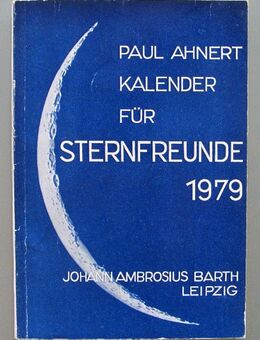 PAUL AHNERT
KALENDER
FÜR
STERNFREUNDE
1979
JOHANN AMBROSIUS BARTH
LEIPZIG